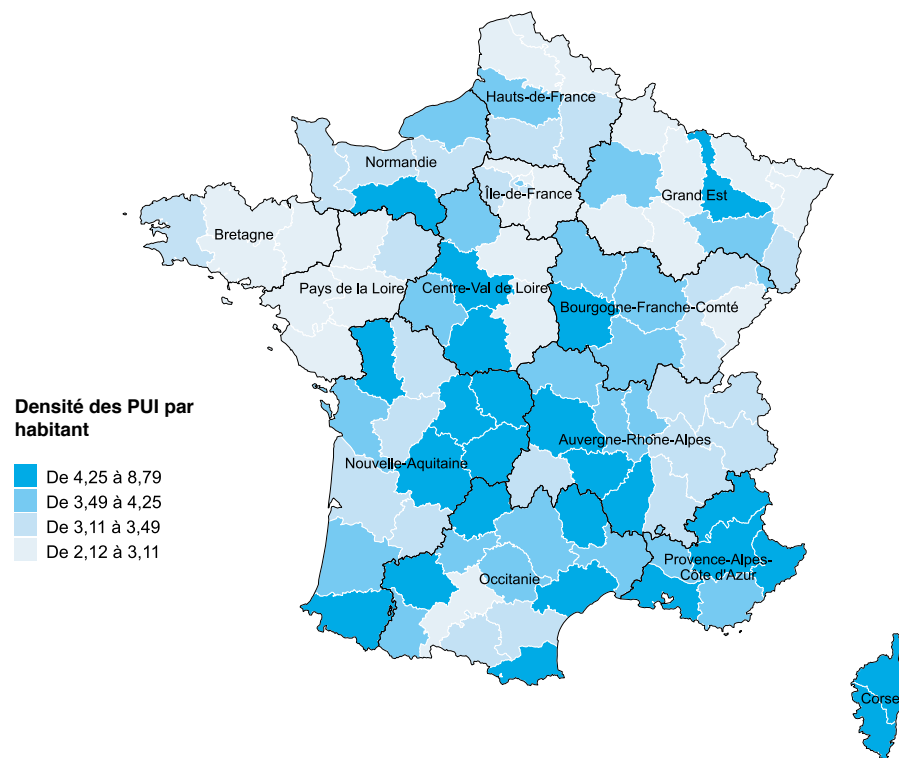 Hauts-de-France
Normandie
Île-de-France
Grand Est
Bretagne
Pays de la Loire
Centre-Val de Loire
Bourgogne-Franche-Comté
Densité des PUI par
habitant
De 4,25 à 8,79
De 3,49 à 4,25
De 3,11 à 3,49
De 2,12 à 3,11
Auvergne-Rhône-Alpes
Nouvelle-Aquitaine
Occitanie
Provence-Alpes-
Côte d'Azur
Corse